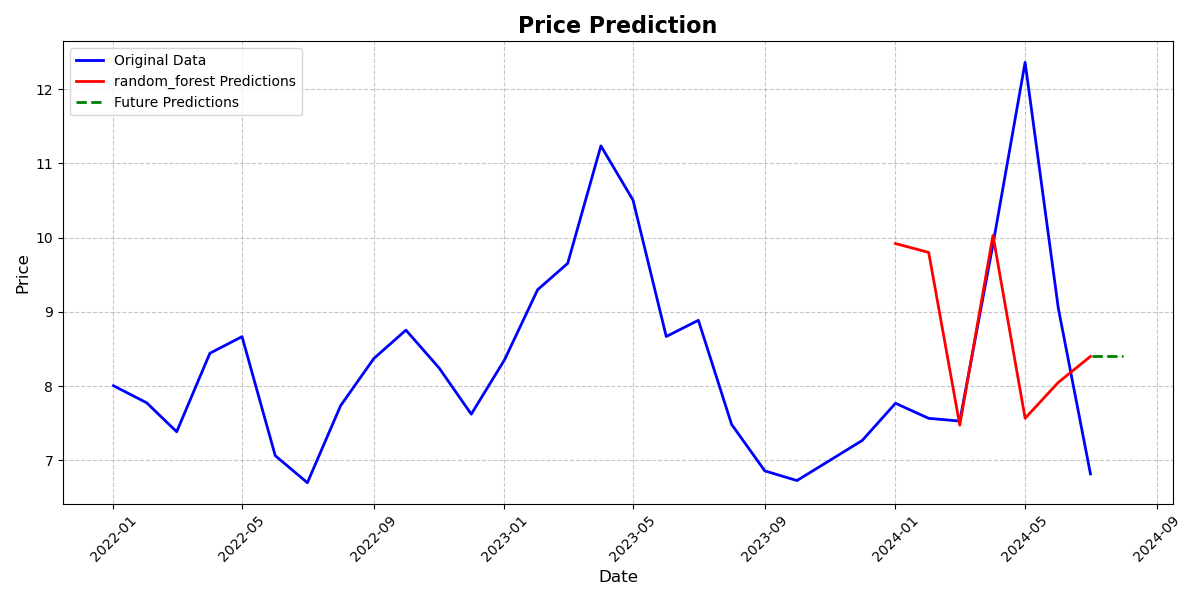 Price Prediction
Original Data
random_forest Predictions
Future Predictions
Price
12
11
10
9
8
7
2022-01
2022-05
2022-09
2023-01
2023-05
2023-09
2024-01
2024-05
2024-09
Date